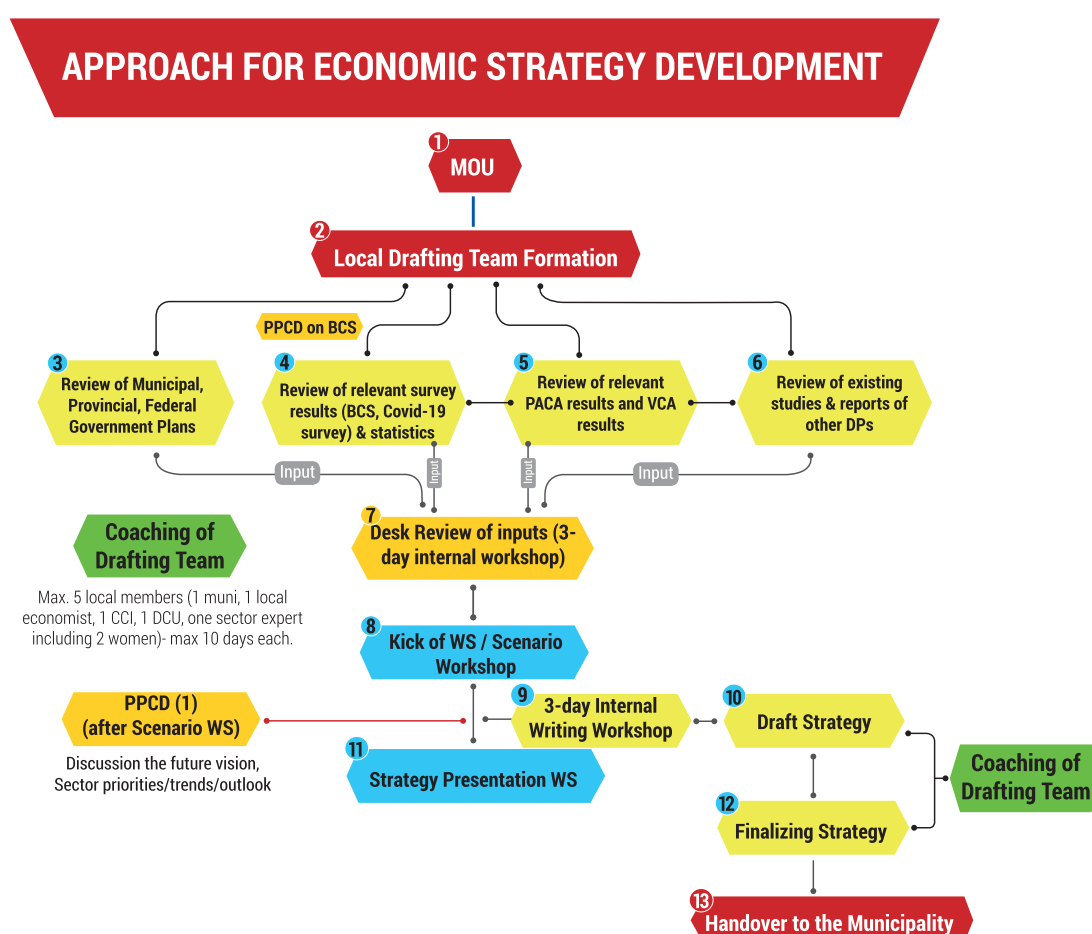 APPROACH FOR ECONOMIC STRATEGY DEVELOPMENT
1
MOU
2
Local Drafting Team Formation
PPCD on BCS
3
Review of Municipal,
Provincial, Federal
Government Plans
4
Review of relevant survey
results (BCS, Covid-19
survey) & statistics
5
Review of relevant
PACA results and VCA
results
6
Review of existing
studies & reports of
other DPs
Input
Input
Input
Input
7
Desk Review of inputs (3-
day internal workshop)
Coaching of
Drafting Team
Max. 5 local members (1 muni, 1 local
economist, 1 CCI, 1 DCU, one sector expert
including 2 women)- max 10 days each.
8
Kick of WS / Scenario
Workshop
PPCD (1)
(after Scenario WS)
Discussion the future vision,
Sector priorities/trends/outlook
9
3-day Internal
Writing Workshop
10
Draft Strategy
11
Strategy Presentation WS
Coaching of
Drafting Team
12
Finalizing Strategy
13
Handover to the Municipality